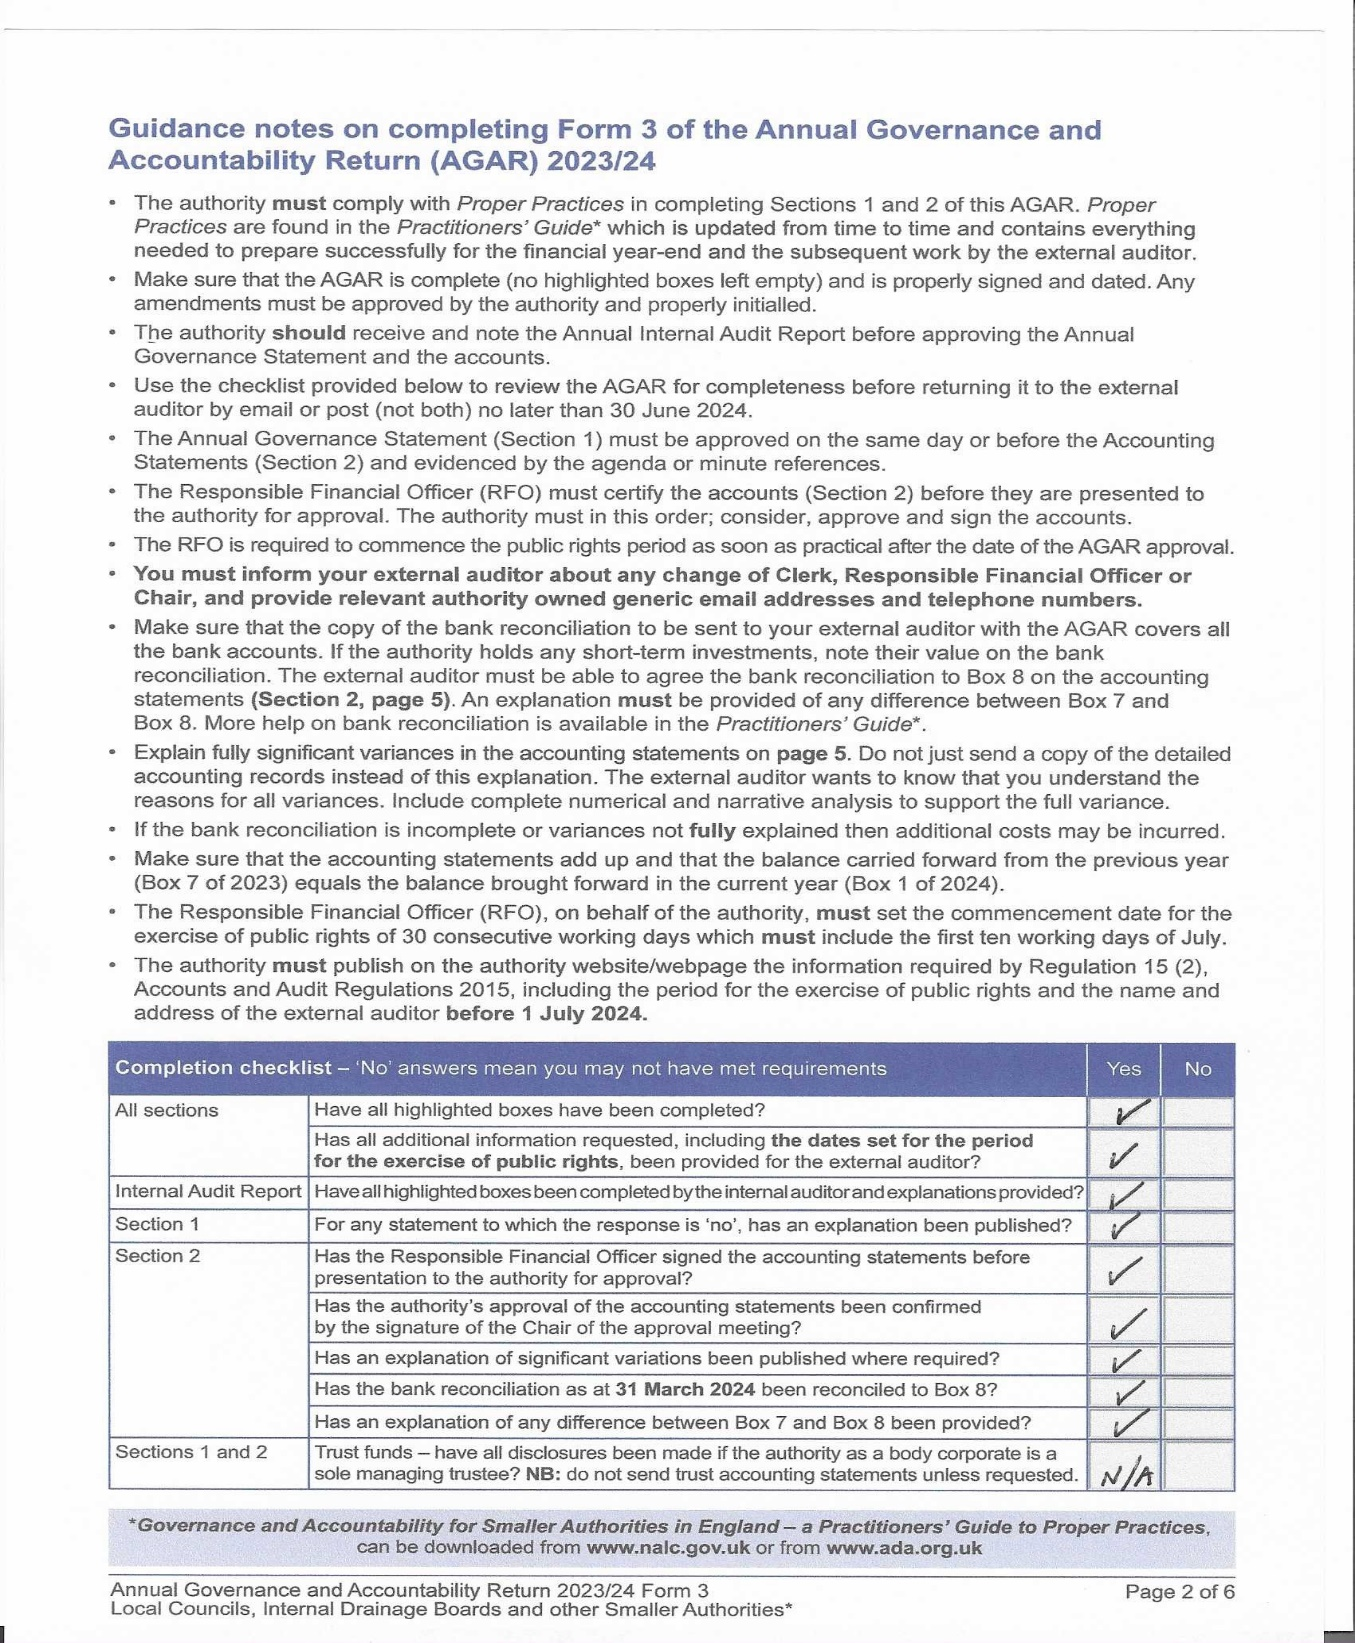 Guidance notes on completing Form 3 of the Annual Governance and
Accountability Return (AGAR) 2023/24
• The authority must comply with Proper Practices in completing Sections 1 and 2 of this AGAR. Proper
Practices are found in the Practitioners' Guide* which is updated from time to time and contains everything
needed to prepare successfully for the financial year-end and the subsequent work by the external auditor.
• Make sure that the AGAR is complete (no highlighted boxes left empty) and is properly signed and dated. Any
amendments must be approved by the authority and properly initialled.
• The authority should receive and note the Annual Internal Audit Report before approving the Annual
Governance Statement and the accounts.
• Use the checklist provided below to review the AGAR for completeness before returning it to the external
auditor by email or post (not both) no later than 30 June 2024.
• The Annual Governance Statement (Section 1) must be approved on the same day or before the Accounting
Statements (Section 2) and evidenced by the agenda or minute references.
• The Responsible Financial Officer (RFO) must certify the accounts (Section 2) before they are presented to
the authority for approval. The authority must in this order; consider, approve and sign the accounts.
• The RFO is required to commence the public rights period as soon as practical after the date of the AGAR approval.
• You must inform your external auditor about any change of Clerk, Responsible Financial Officer or
Chair, and provide relevant authority owned generic email addresses and telephone numbers.
• Make sure that the copy of the bank reconciliation to be sent to your external auditor with the AGAR covers all
the bank accounts. If the authority holds any short-term investments, note their value on the bank
reconciliation. The external auditor must be able to agree the bank reconciliation to Box 8 on the accounting
statements (Section 2, page 5). An explanation must be provided of any difference between Box 7 and
Box 8. More help on bank reconciliation is available in the Practitioners' Guide*.
• Explain fully significant variances in the accounting statements on page 5. Do not just send a copy of the detailed
accounting records instead of this explanation. The external auditor wants to know that you understand the
reasons for all variances. Include complete numerical and narrative analysis to support the full variance.
• If the bank reconciliation is incomplete or variances not fully explained then additional costs may be incurred.
• Make sure that the accounting statements add up and that the balance carried forward from the previous year
(Box 7 of 2023) equals the balance brought forward in the current year (Box 1 of 2024).
• The Responsible Financial Officer (RFO), on behalf of the authority, must set the commencement date for the
exercise of public rights of 30 consecutive working days which must include the first ten working days of July.
• The authority must publish on the authority website/webpage the information required by Regulation 15 (2),
Accounts and Audit Regulations 2015, including the period for the exercise of public rights and the name and
address of the external auditor before 1 July 2024.
Completion checklist – 'No' answers mean you may not have met requirements Yes No
All sections Have all highlighted boxes have been completed? ✓
Has all additional information requested, including the dates set for the period
for the exercise of public rights, been provided for the external auditor? ✓
Internal Audit Report Have all highlighted boxes been completed by the internal auditor and explanations provided? ✓
Section 1 For any statement to which the response is 'no', has an explanation been published? ✓
Section 2 Has the Responsible Financial Officer signed the accounting statements before
presentation to the authority for approval? ✓
Has the authority's approval of the accounting statements been confirmed
by the signature of the Chair of the approval meeting? ✓
Has an explanation of significant variations been published where required? ✓
Has the bank reconciliation as at 31 March 2024 been reconciled to Box 8? ✓
Has an explanation of any difference between Box 7 and Box 8 been provided? ✓
Sections 1 and 2 Trust funds – have all disclosures been made if the authority as a body corporate is a
sole managing trustee? NB: do not send trust accounting statements unless requested. N/A
*Governance and Accountability for Smaller Authorities in England – a Practitioners' Guide to Proper Practices,
can be downloaded from www.nalc.gov.uk or from www.ada.org.uk
Annual Governance and Accountability Return 2023/24 Form 3 Page 2 of 6
Local Councils, Internal Drainage Boards and other Smaller Authorities*